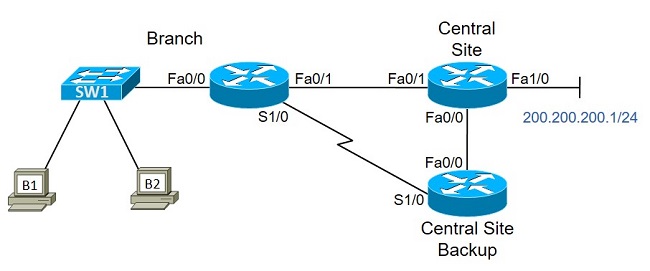 Branch
Central
Site
SW1
Fa0/0
Fa0/1
Fa0/1
Fa1/0
S1/0
Fa0/0
200.200.200.1/24
Fa0/0
B1
B2
S1/0
Central Site
Backup